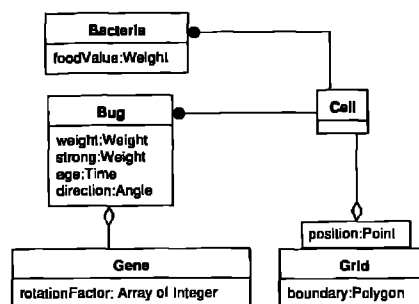 Bacteria
foodValue:Weight
Bug
Cell
weight:Weight
strong:Weight
age:Time
direction:Angle
position:Point
Gene
Grid
rotationFactor: Array of Integer
boundary:Polygon